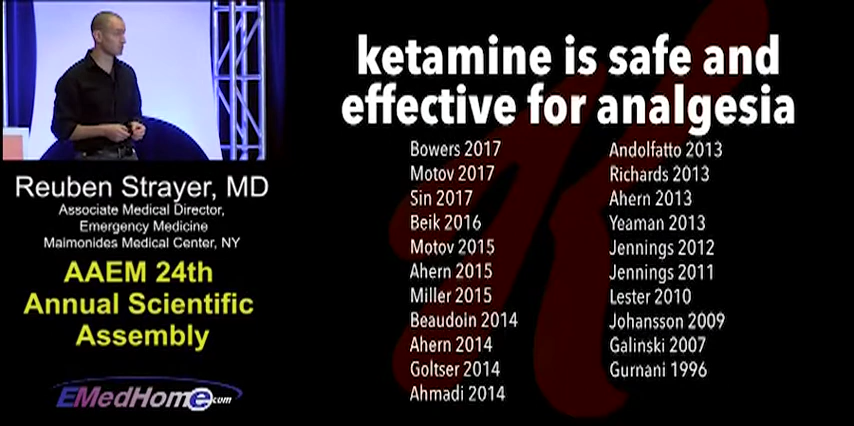 ketamine is safe and
effective for analgesia
Bowers 2017
Motov 2017
Sin 2017
Beik 2016
Motov 2015
Ahern 2015
Miller 2015
Beaudoin 2014
Ahern 2014
Goltser 2014
Ahmadi 2014
Andolfatto 2013
Richards 2013
Ahern 2013
Yeaman 2013
Jennings 2012
Jennings 2011
Lester 2010
Johansson 2009
Galinski 2007
Gurnani 1996
Reuben Strayer, MD
Associate Medical Director,
Emergency Medicine
Maimonides Medical Center, NY
AAEM 24th
Annual Scientific
Assembly
EMedHome.com